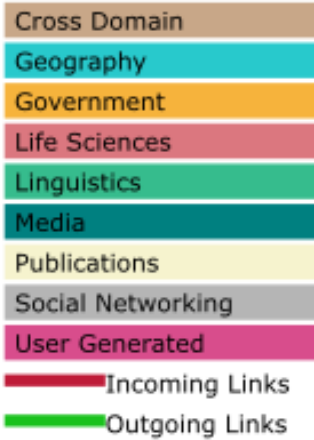 Cross Domain
Geography
Government
Life Sciences
Linguistics
Media
Publications
Social Networking
User Generated
Incoming Links
Outgoing Links